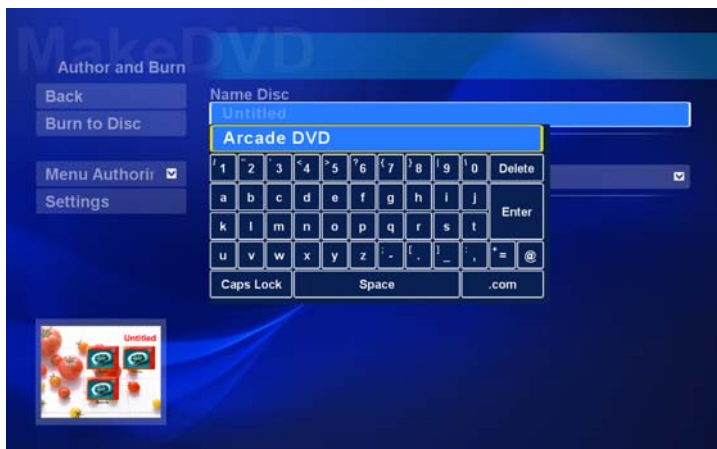 MakeDVD
Author and Burn
Back
Burn to Disc
Menu Authorin
Settings
Name Disc
Untitled
Arcade DVD
1 2 3 < 4 > 5 ? 6 { 7 } 8 | 9 \ 0 Delete
a b c d e f g h i j
Enter
k l m n o p q r s t
u v w x y z ; - [ . ] _ : , + = @
Caps Lock Space .com
Untitled